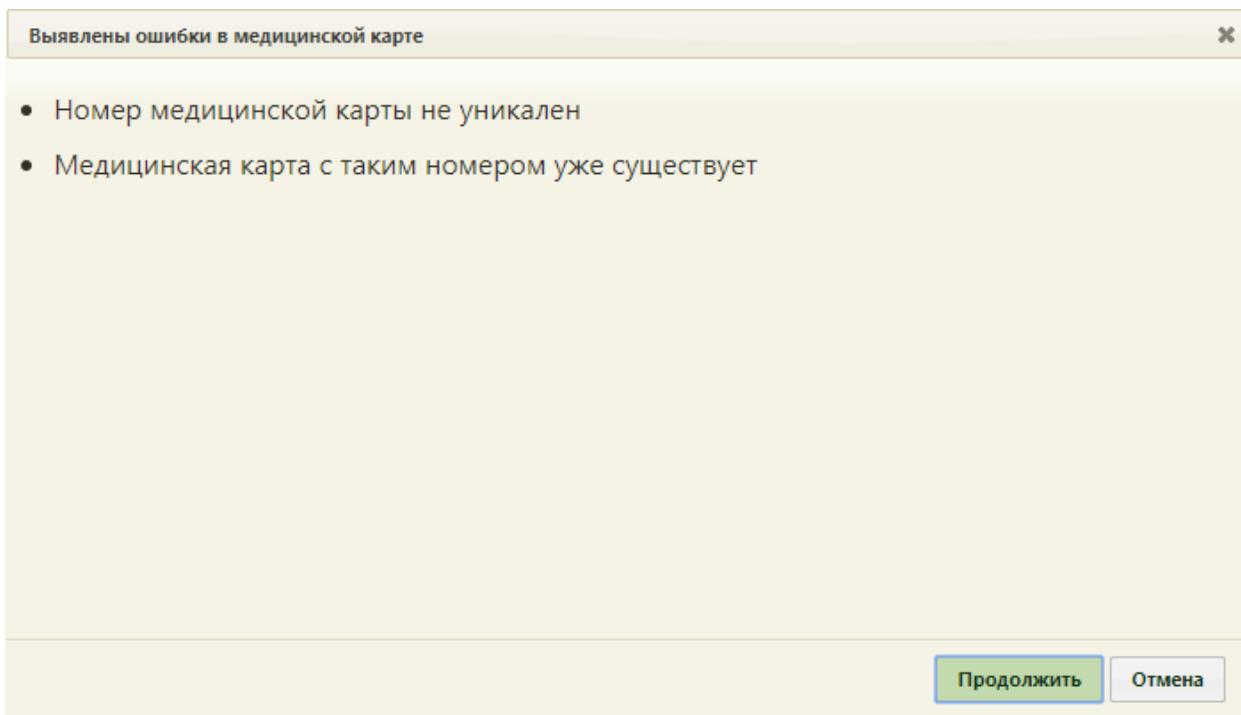 Выявлены ошибки в медицинской карте
Номер медицинской карты не уникален
Медицинская карта с таким номером уже существует
Продолжить Отмена